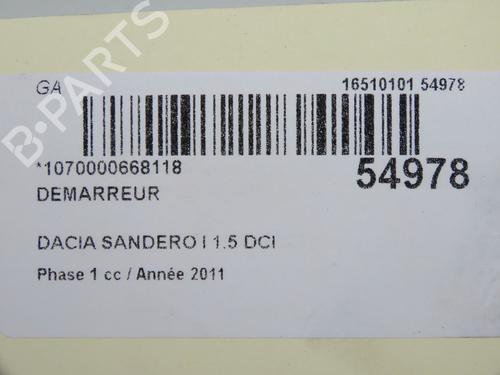 B-PARTS
GA 16510101 54978
*1070000668118 54978
DEMARREUR
DACIA SANDERO I 1.5 DCI
Phase 1 cc / Année 2011